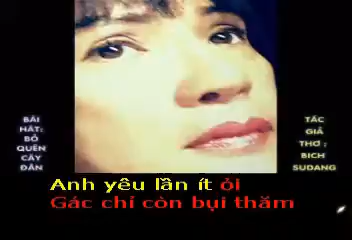 BÀI
HÁT:
BỎ
QUÊN
CÂY
ĐÀN
TÁC
GIẢ
THƠ :
BICH
SUDANG
Anh yêu lần ít ỏi
Gác chỉ còn bụi thăm